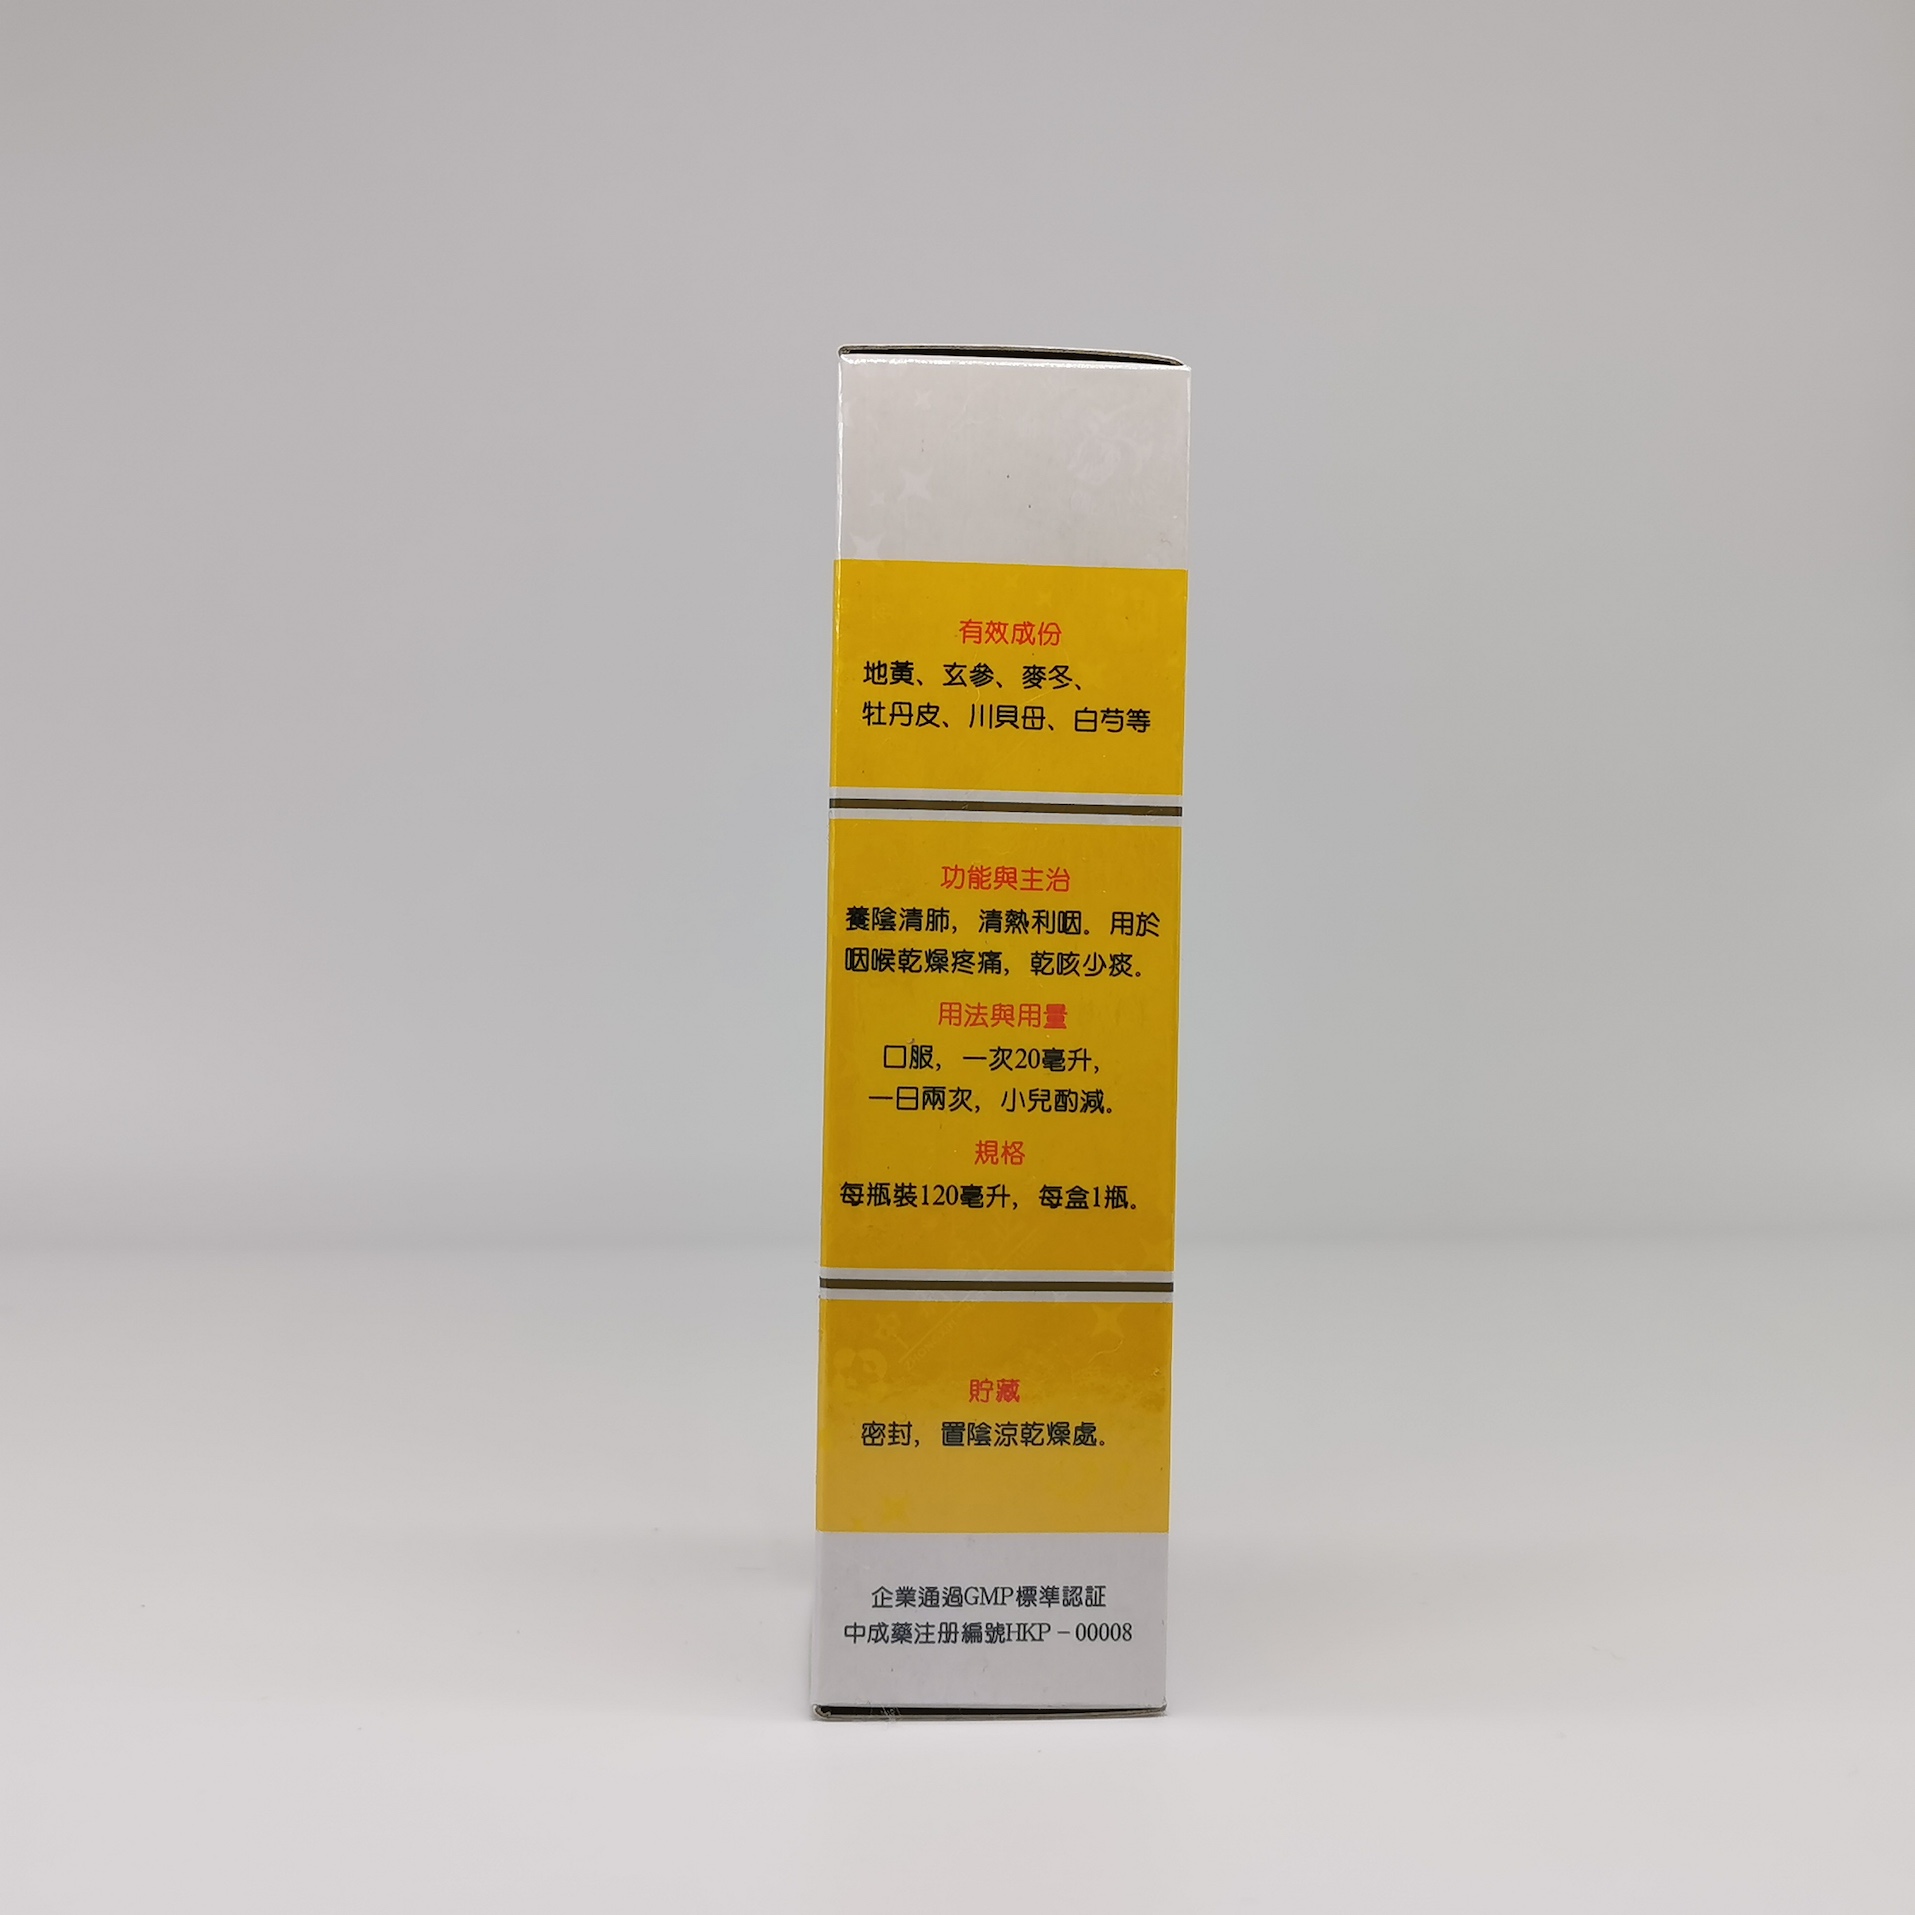 有效成份
地黃、玄參、麥冬、
牡丹皮、川貝母、白芍等
功能與主治
養陰清肺，清熱利咽。用於
咽喉乾燥疼痛，乾咳少痰。
用法與用量
口服，一次20毫升，
一日兩次，小兒酌減。
規格
每瓶裝120毫升，每盒1瓶。
貯藏
密封，置陰涼乾燥處。
企業通過GMP標準認証
中成藥注册編號HKP－00008